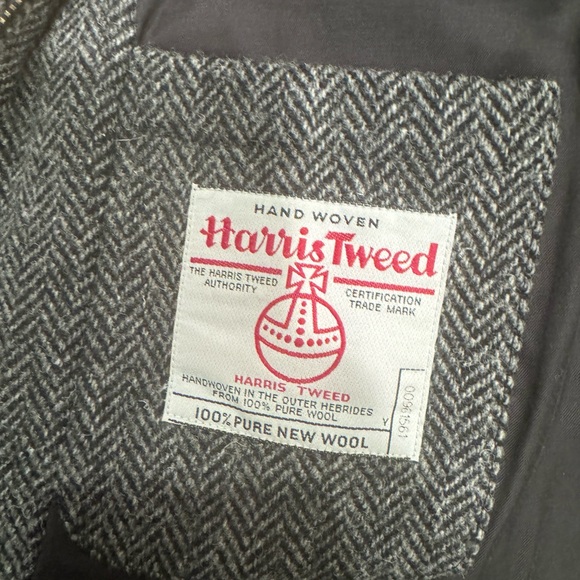 HAND WOVEN
Harris Tweed
THE HARRIS TWEED
AUTHORITY
CERTIFICATION
TRADE MARK
HARRIS TWEED
HANDWOVEN IN THE OUTER HEBRIDES
FROM 100% PURE WOOL
Y
100% PURE NEW WOOL